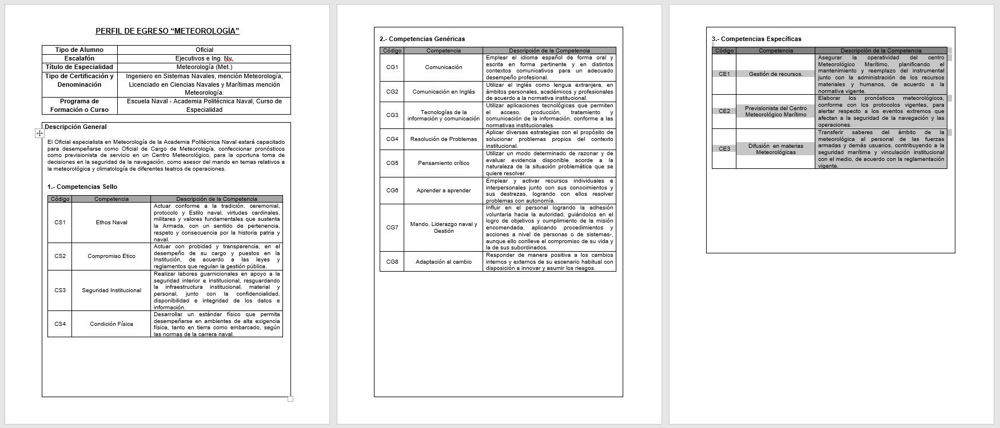 PERFIL DE EGRESO “METEOROLOGÍA”
Tipo de Alumno Oficial
Escalafón Ejecutivos e Ing. Nv.
Título de Especialidad Meteorología (Met.)
Tipo de Certificación y Denominación
Ingeniero en Sistemas Navales, mención Meteorología,
Licenciado en Ciencias Navales y Marítimas mención
Meteorología.
Programa de
Formación o Curso
Escuela Naval - Academia Politécnica Naval, Curso de
Especialidad
Descripción General
El Oficial especialista en Meteorología de la Academia Politécnica Naval estará capacitado
para desempeñarse como Oficial de Cargo de Meteorología, confeccionar pronósticos
como previsionista de servicio en un Centro Meteorológico, para la oportuna toma de
decisiones en la seguridad de la navegación, como asesor del mando en temas relativos a
la meteorológica y climatología de diferentes teatros de operaciones.
1.- Competencias Sello
Código Competencia Descripción de la Competencia
CS1
Ethos Naval
Actuar conforme a la tradición, ceremonial,
protocolo y Estilo naval, virtudes cardinales,
militares y valores fundamentales que sustenta
la Armada, con un sentido de pertenencia,
respeto y consecuencia por la historia patria y
naval.
CS2
Compromiso Ético
Actuar con probidad y transparencia, en el
desempeño de su cargo y puestos en la
Institución, de acuerdo a las leyes y
reglamentos que regulan la gestión pública.
CS3
Seguridad Institucional
Realizar labores guarnicionales en apoyo a la
seguridad interior e institucional, resguardando
la infraestructura institucional, material y
personal, junto con la confidencialidad,
disponibilidad e integridad de los datos e
información.
CS4
Condición Física
Desarrollar un estándar físico que permita
desempeñarse en ambientes de alta exigencia
física, tanto en tierra como embarcado, según
las normas de la carrera naval.
2.- Competencias Genéricas
Código Competencia Descripción de la Competencia
CG1
Comunicación
Emplear el idioma español de forma oral y
escrita en forma pertinente y en distintos
contextos comunicativos para un adecuado
desempeño profesional.
CG2
Comunicación en Inglés
Utilizar el inglés como lengua extranjera, en
ámbitos personales, académicos y profesionales
de acuerdo a la normativa institucional.
CG3
Tecnologías de la
información y comunicación
Utilizar aplicaciones tecnológicas que permiten
el acceso, producción, tratamiento y
comunicación de la información, conforme a las
normativas institucionales.
CG4
Resolución de Problemas
Aplicar diversas estrategias con el propósito de
solucionar problemas propios del contexto
institucional.
CG5
Pensamiento crítico
Utilizar un modo determinado de razonar y de
evaluar evidencia disponible acorde a la
naturaleza de la situación problemática que se
quiere resolver.
CG6
Aprender a aprender
Emplear y activar recursos individuales e
interpersonales junto con sus conocimientos y
sus destrezas, logrando con ellos resolver
problemas con autonomía.
CG7
Mando, Liderazgo naval y
Gestión
Influir en el personal logrando la adhesión
voluntaria hacia la autoridad, guiándolos en el
logro de objetivos y cumplimiento de la misión
encomendada, aplicando procedimientos y
acciones a nivel de personas o de sistemas-,
aunque ello conlleve el compromiso de su vida y
la de sus subordinados.
CG8
Adaptación al cambio
Responder de manera positiva a los cambios
internos y externos de su escenario habitual con
disposición a innovar y asumir los riesgos.
3.- Competencias Específicas
Código Competencia Descripción de la Competencia
CE1
Gestión de recursos.
Asegurar la operatividad del centro
Meteorológico Marítimo, planificando el
mantenimiento y reemplazo del instrumental
junto con la administración de los recursos
materiales y humanos, de acuerdo a la
normativa vigente.
CE2
Previsionista del Centro
Meteorológico Marítimo
Elaborar los pronósticos meteorológicos,
conforme con los protocolos vigentes, para
alertar respecto a los eventos extremos que
afectan a la seguridad de la navegación y las
operaciones.
CE3
Difusión en materias
Meteorológicas
Transferir saberes del ámbito de la
meteorológica al personal de las fuerzas
armadas y demás usuarios, contribuyendo a la
seguridad marítima y vinculación institucional
con el medio, de acuerdo con la reglamentación
vigente.